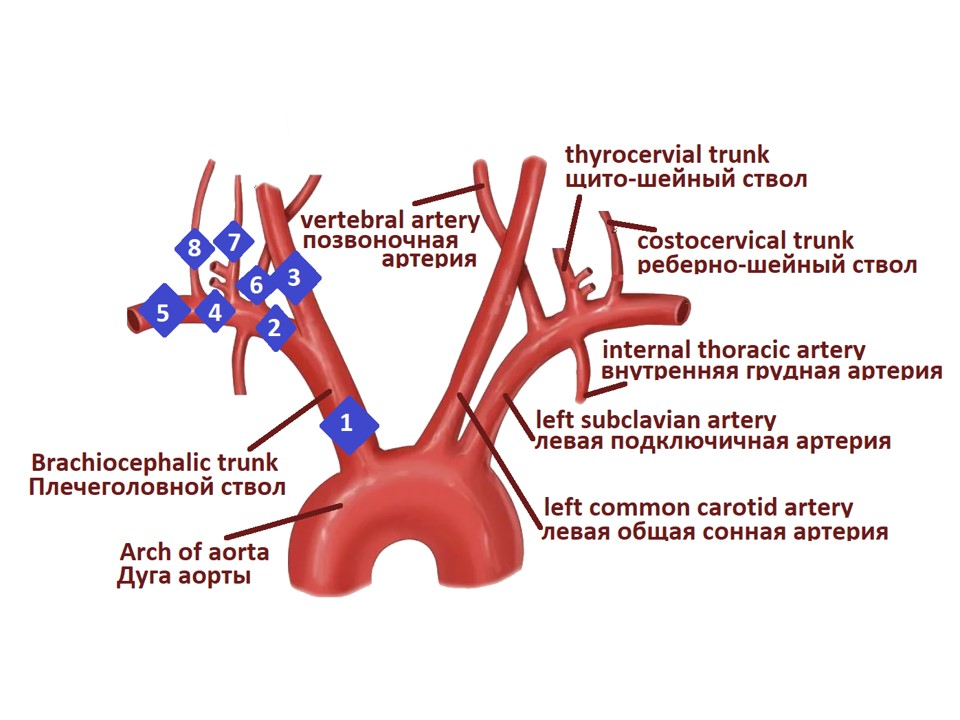 thyrocervial trunk
щито-шейный ствол
vertebral artery
позвоночная
артерия
costocervical trunk
реберно-шейный ствол
8
7
6
3
5
4
2
internal thoracic artery
внутренняя грудная артерия
1
left subclavian artery
левая подключичная артерия
Brachiocephalic trunk
Плечеголовной ствол
left common carotid artery
левая общая сонная артерия
Arch of aorta
Дуга аорты